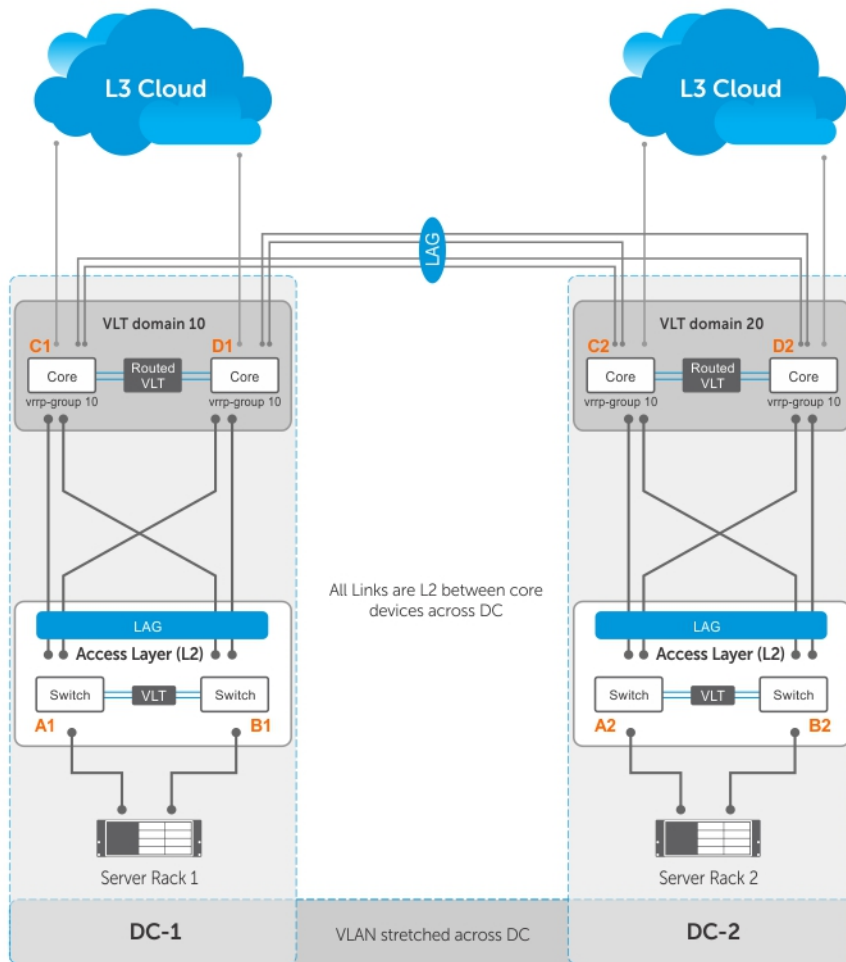 L3 Cloud
L3 Cloud
LAG
VLT domain 10
C1
D1
Core
Routed
VLT
Core
vrrp-group 10
vrrp-group 10
VLT domain 20
C2
D2
Core
Routed
VLT
Core
vrrp-group 10
vrrp-group 10
All Links are L2 between core
devices across DC
LAG
Access Layer (L2)
Switch
VLT
Switch
A1
B1
Server Rack 1
LAG
Access Layer (L2)
Switch
VLT
Switch
A2
B2
Server Rack 2
DC-1
VLAN stretched across DC
DC-2